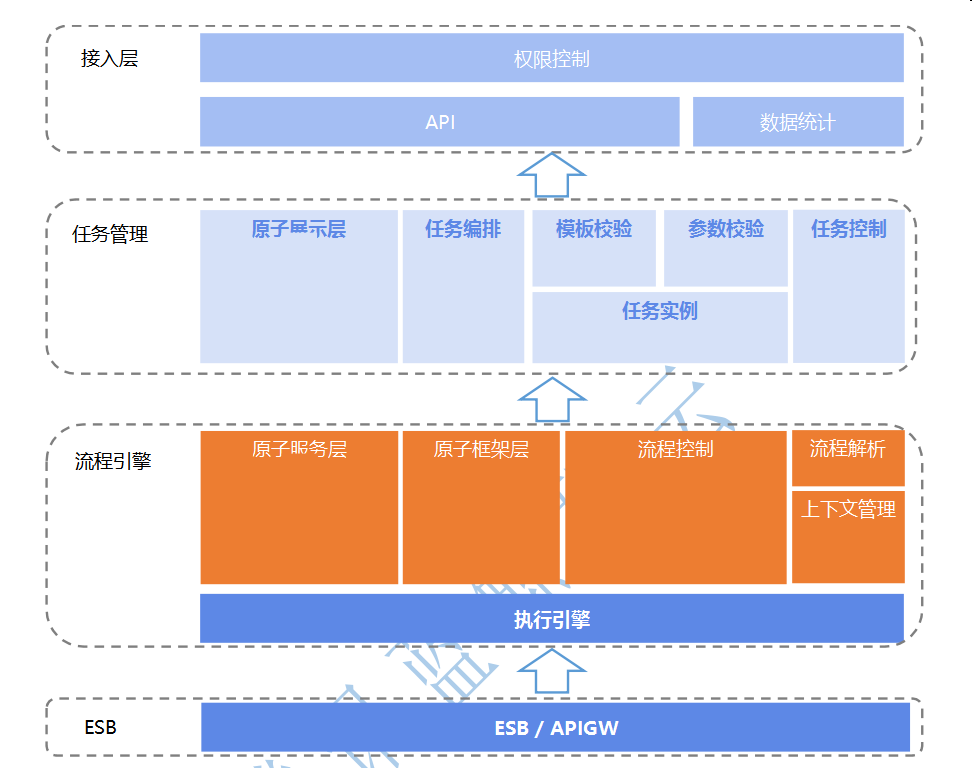 接入层
权限控制
API
数据统计
任务管理
原子展示层
任务编排
模板校验
参数校验
任务控制
任务实例
流程引擎
原子服务层
原子框架层
流程控制
流程解析
上下文管理
执行引擎
ESB
ESB / APIGW